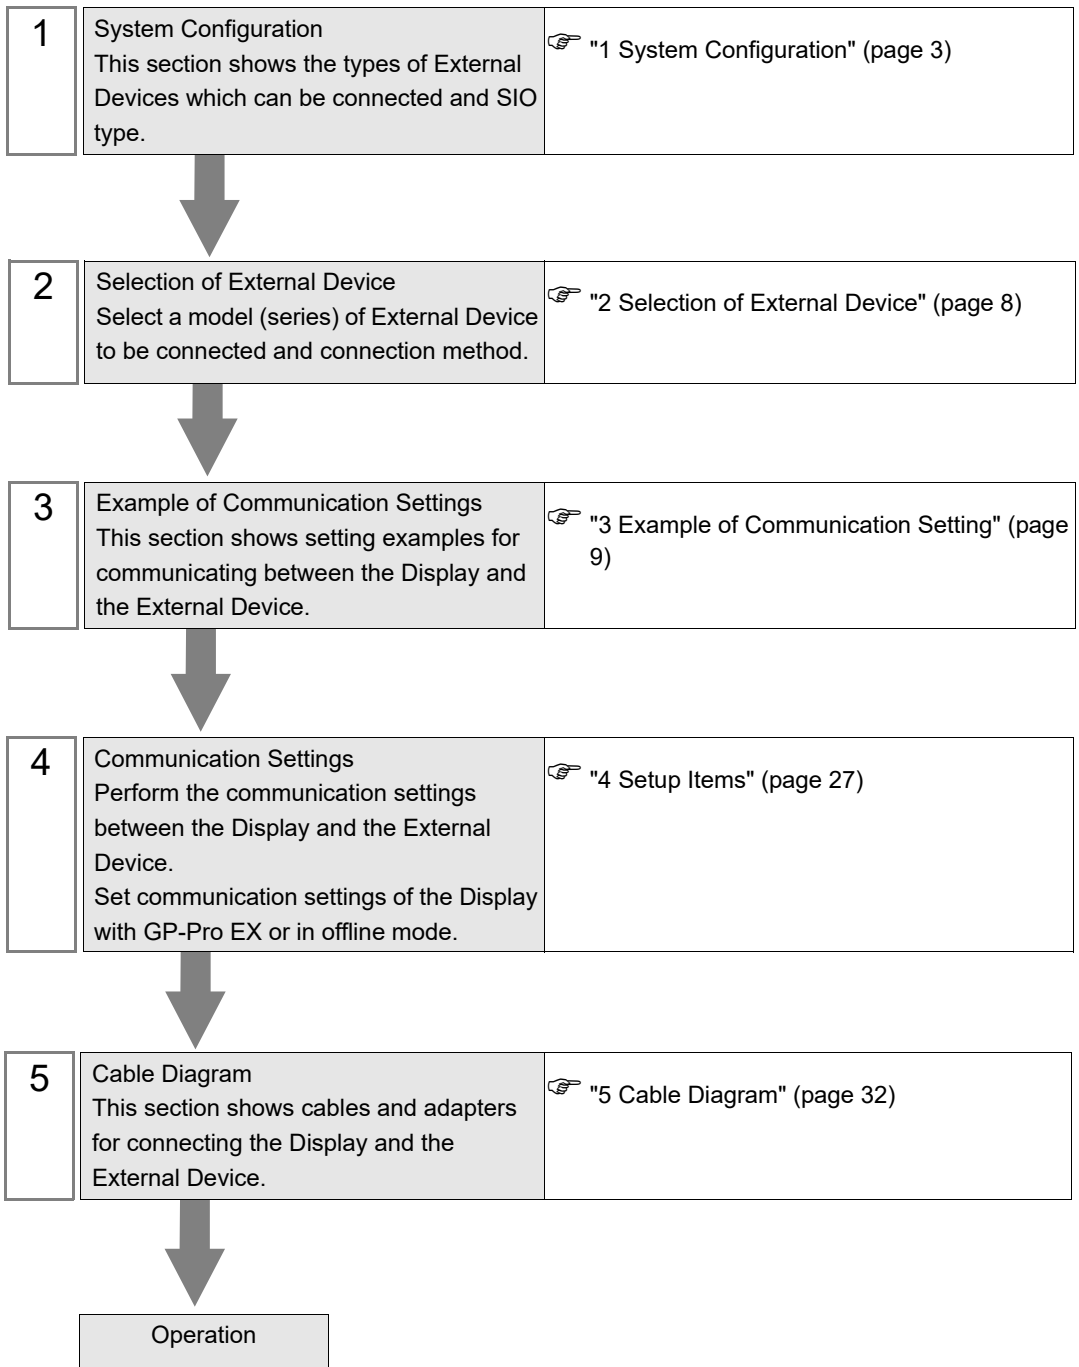 1
System Configuration
This section shows the types of External
Devices which can be connected and SIO
type.
"1 System Configuration" (page 3)
2
Selection of External Device
Select a model (series) of External Device
to be connected and connection method.
"2 Selection of External Device" (page 8)
3
Example of Communication Settings
This section shows setting examples for
communicating between the Display and
the External Device.
"3 Example of Communication Setting" (page
9)
4
Communication Settings
Perform the communication settings
between the Display and the External
Device.
Set communication settings of the Display
with GP-Pro EX or in offline mode.
"4 Setup Items" (page 27)
5
Cable Diagram
This section shows cables and adapters
for connecting the Display and the
External Device.
"5 Cable Diagram" (page 32)
Operation